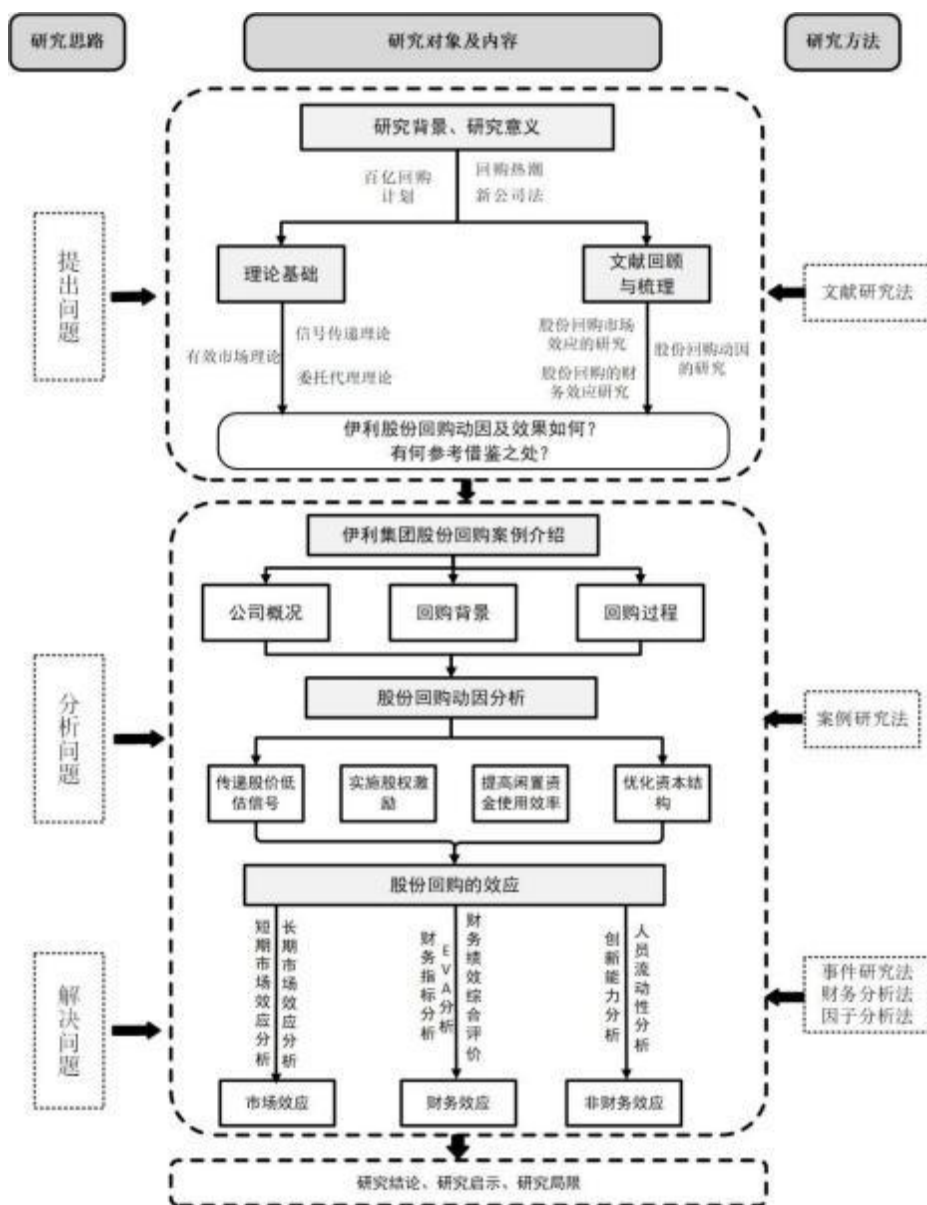 研究思路
研究对象及内容
研究方法
研究背景、研究意义
百亿回购
计划
回购热潮
新公司法
提出问题
理论基础
文献回顾
与梳理
文献研究法
有效市场理论
信号传递理论
委托代理理论
股份回购市场
效应的研究
股份回购的财
务效应研究
股份回购动因
的研究
伊利股份回购动因及效果如何?
有何参考借鉴之处?
伊利集团股份回购案例介绍
公司概况
回购背景
回购过程
分析问题
股份回购动因分析
案例研究法
传递股价低
估信号
实施股权激
励
提高闲置资
金使用效率
优化资本结
构
股份回购的效应
解决问题
短期市场效应分析
长期市场效应分析
财务指标分析
EVA分析
财务绩效综合评价
创新能力分析
人员流动性分析
事件研究法
财务分析法
因子分析法
市场效应
财务效应
非财务效应
研究结论、研究启示、研究局限